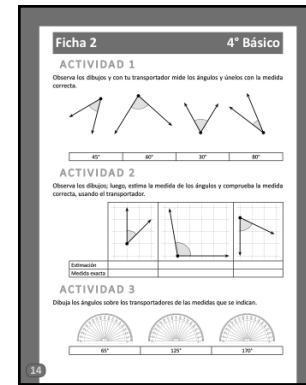 Ficha 2 4° Básico
ACTIVIDAD 1
Observa los dibujos y con tu transportador mide los ángulos y únelos con la medida
correcta.
45° 60° 30° 80°
ACTIVIDAD 2
Observa los dibujos; luego, estima la medida de los ángulos y comprueba la medida
correcta, usando el transportador.
Estimación
Medida exacta
ACTIVIDAD 3
Dibuja los ángulos sobre los transportadores de las medidas que se indican.
65° 125° 170°
14